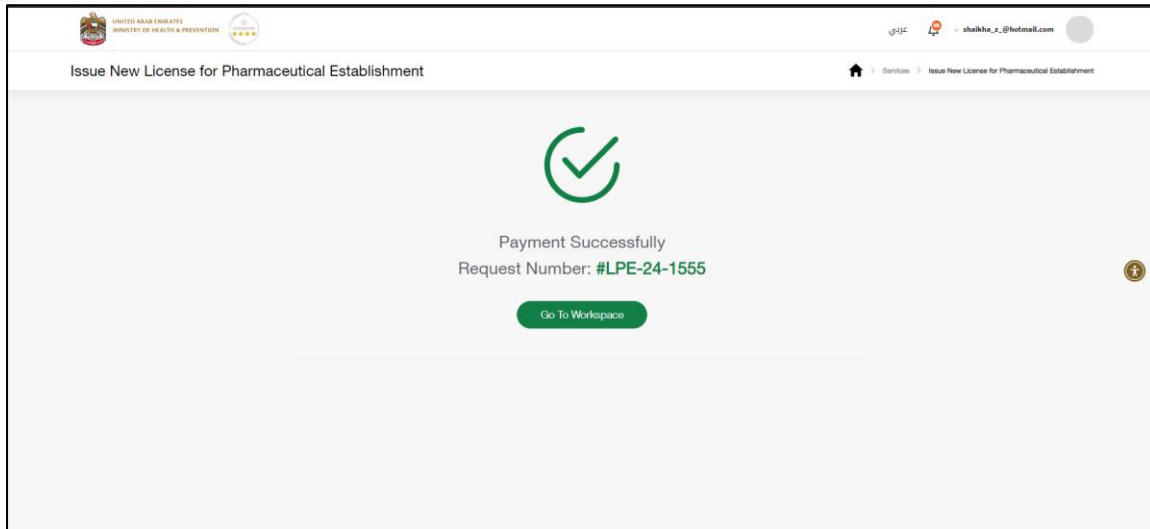 UNITED ARAB EMIRATES
MINISTRY OF HEALTH & PREVENTION
عربي
shaikha_z_@hotmail.com
Issue New License for Pharmaceutical Establishment
Services > Issue New License for Pharmaceutical Establishment
Payment Successfully
Request Number: #LPE-24-1555
Go To Workspace